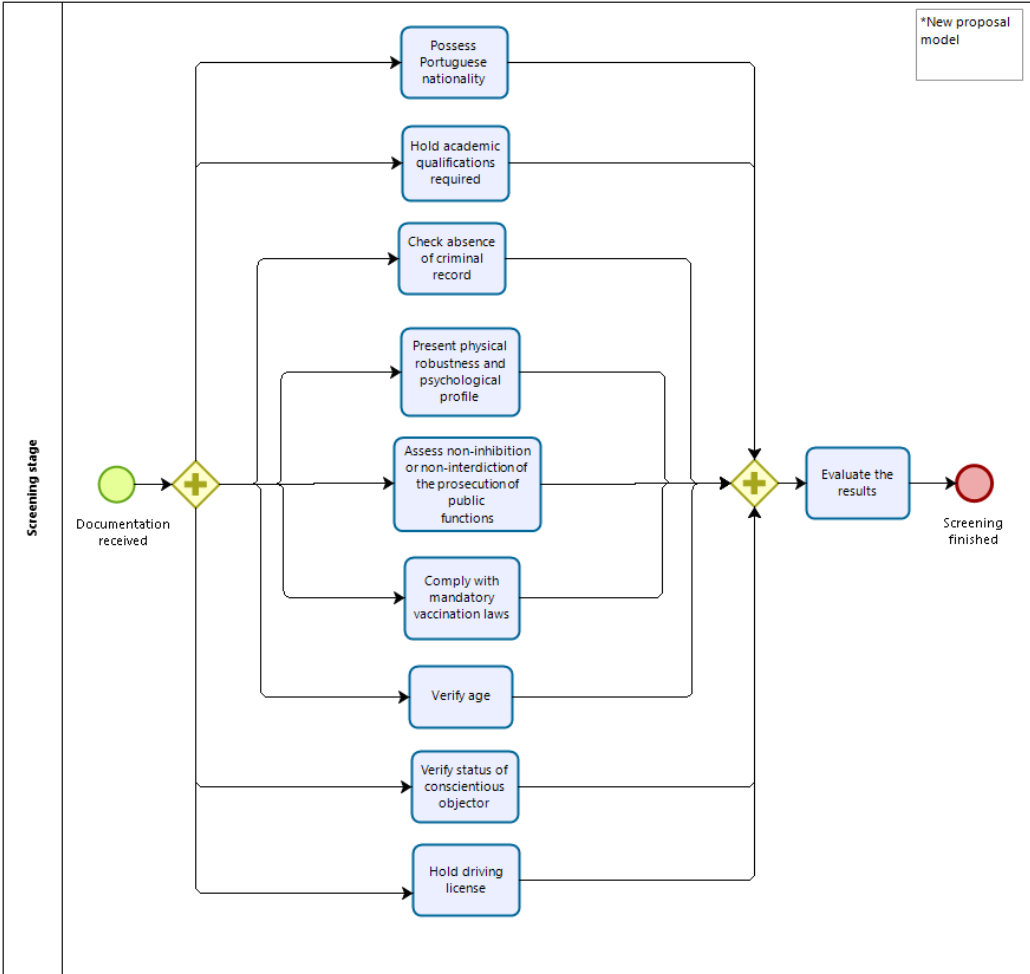 *New proposal
model
Possess
Portuguese
nationality
Hold academic
qualifications
required
Check absence
of criminal
record
Present physical
robustness and
psychological
profile
Screening stage
Assess non-inhibition
or non-interdiction of
the prosecution of
public
functions
Evaluate the
results
Documentation
received
Screening
finished
Comply with
mandatory
vaccination laws
Verify age
Verify status of
conscientious
objector
Hold driving
license